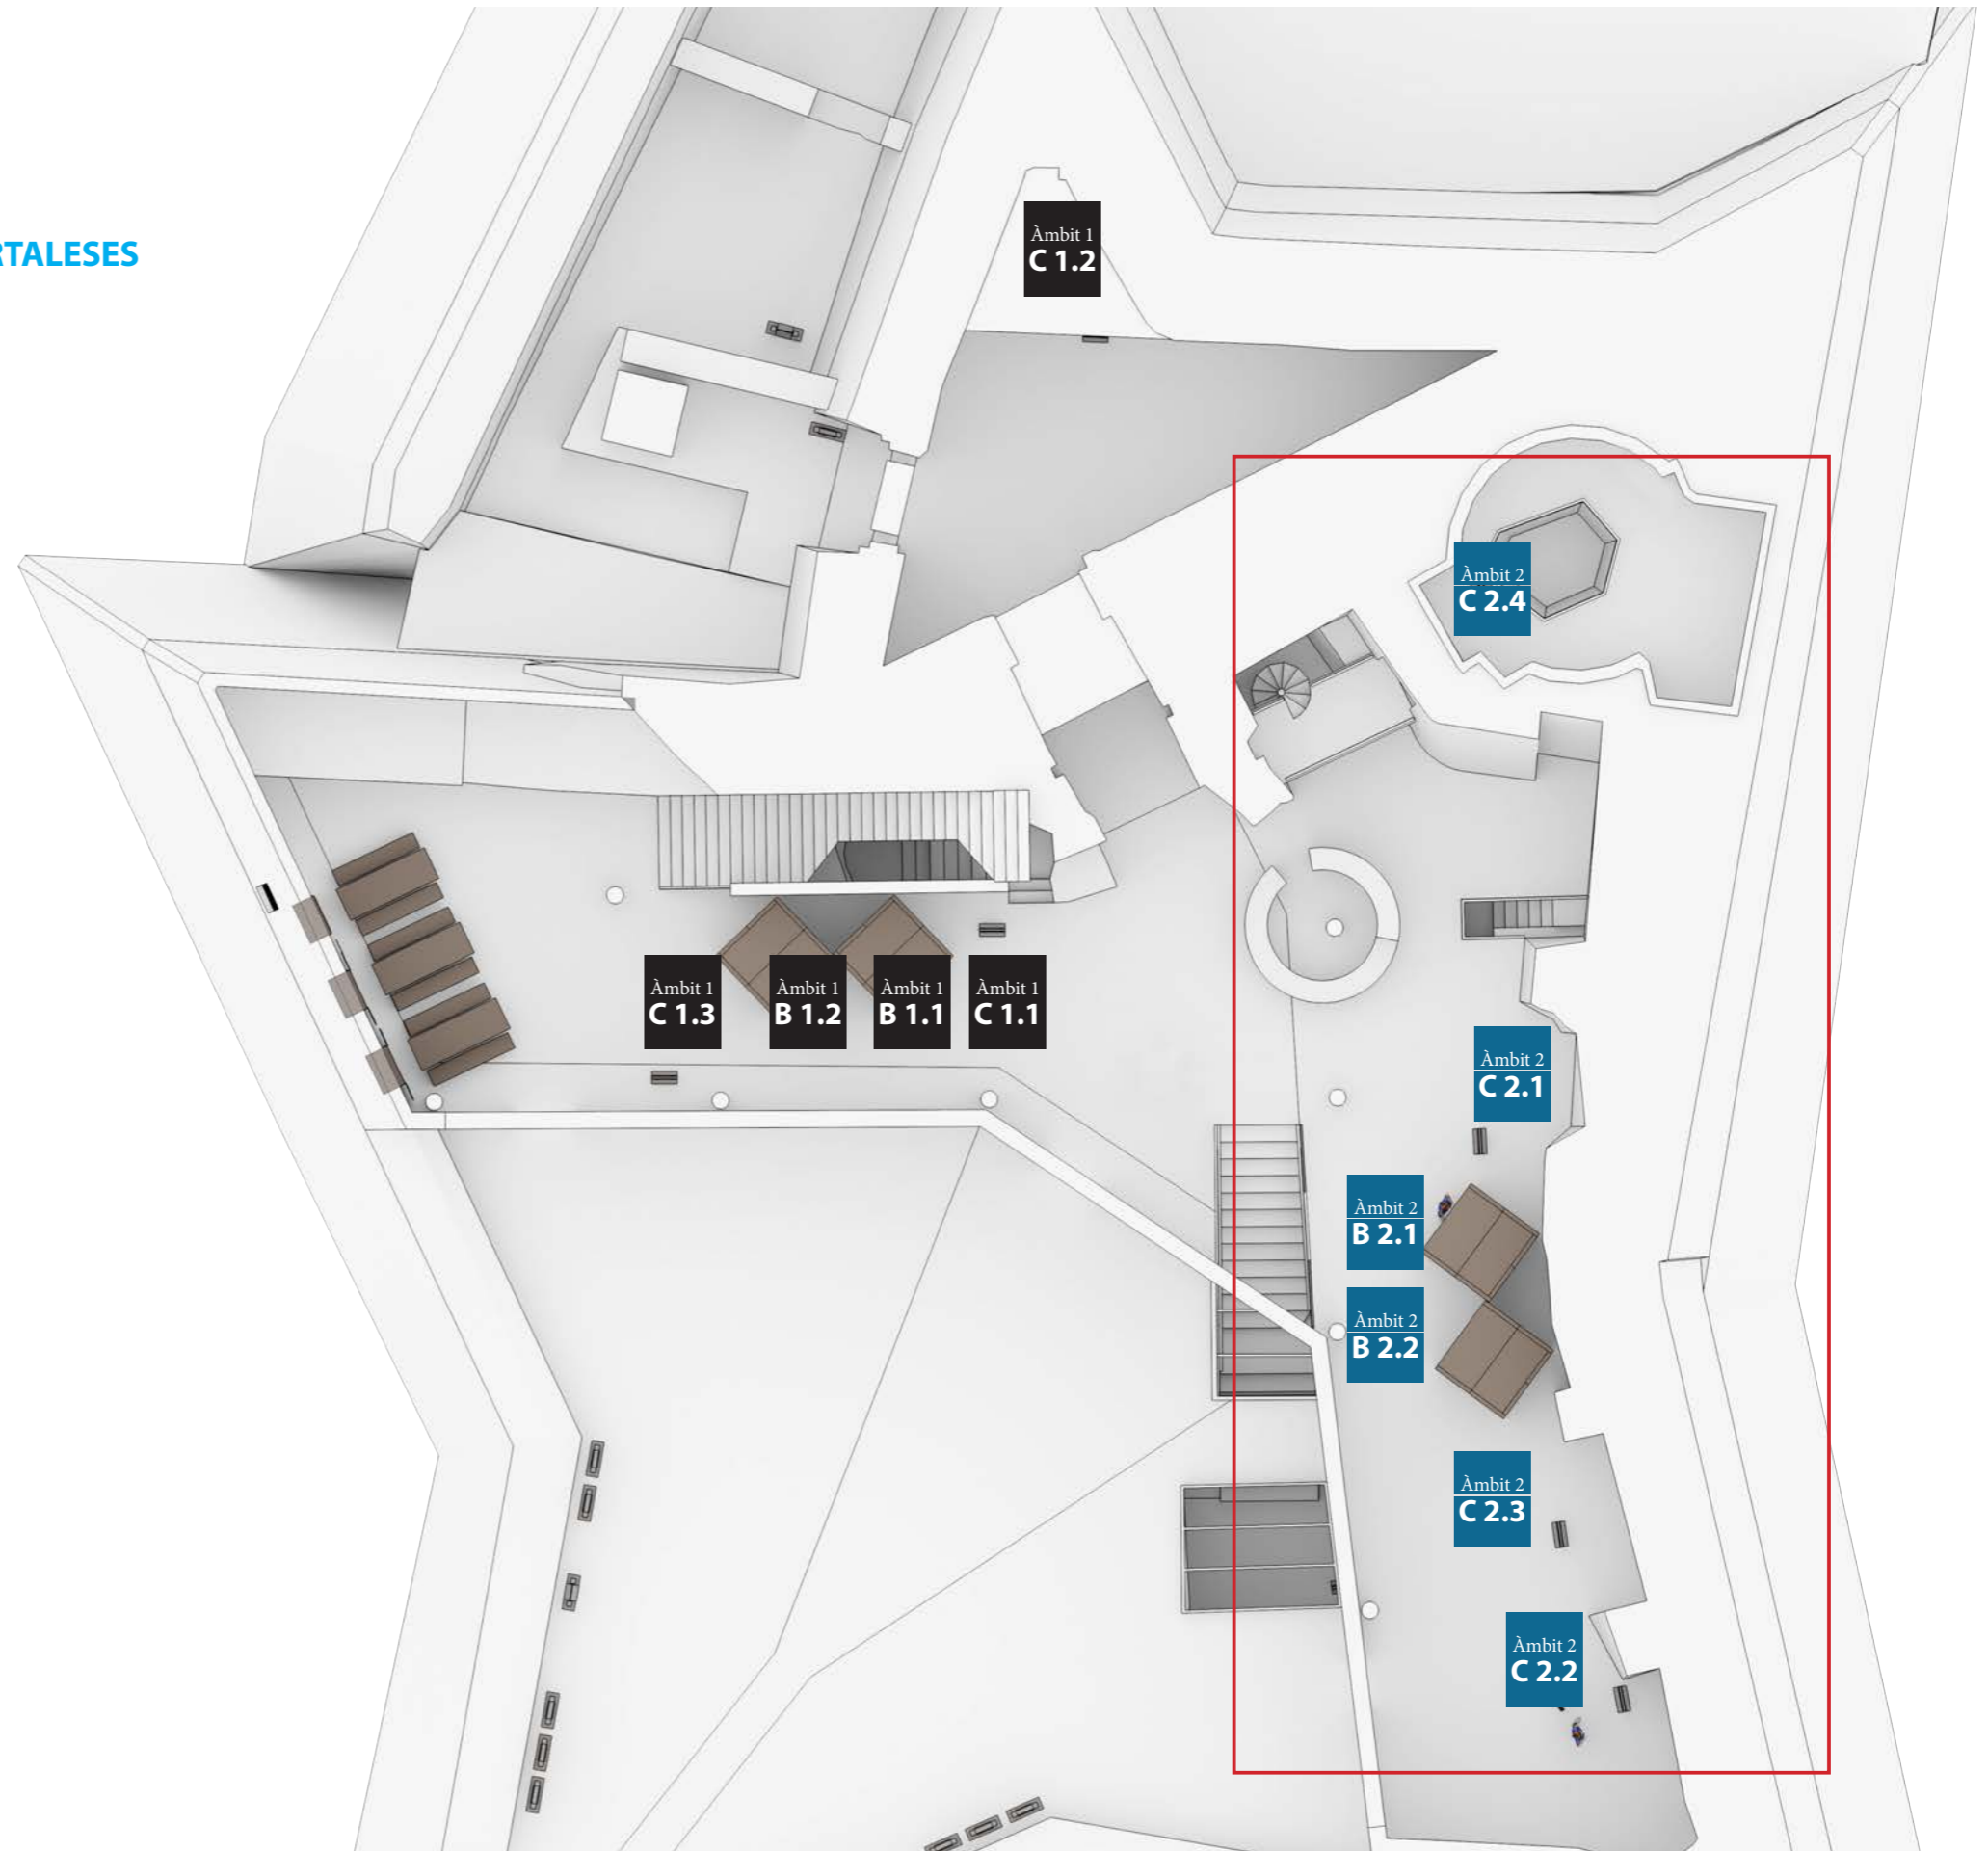 RTALESES
Àmbit 1
C 1.2
Àmbit 2
C 2.4
Àmbit 1
C 1.3
Àmbit 1
B 1.2
Àmbit 1
B 1.1
Àmbit 1
C 1.1
Àmbit 2
C 2.1
Àmbit 2
B 2.1
Àmbit 2
B 2.2
Àmbit 2
C 2.3
Àmbit 2
C 2.2